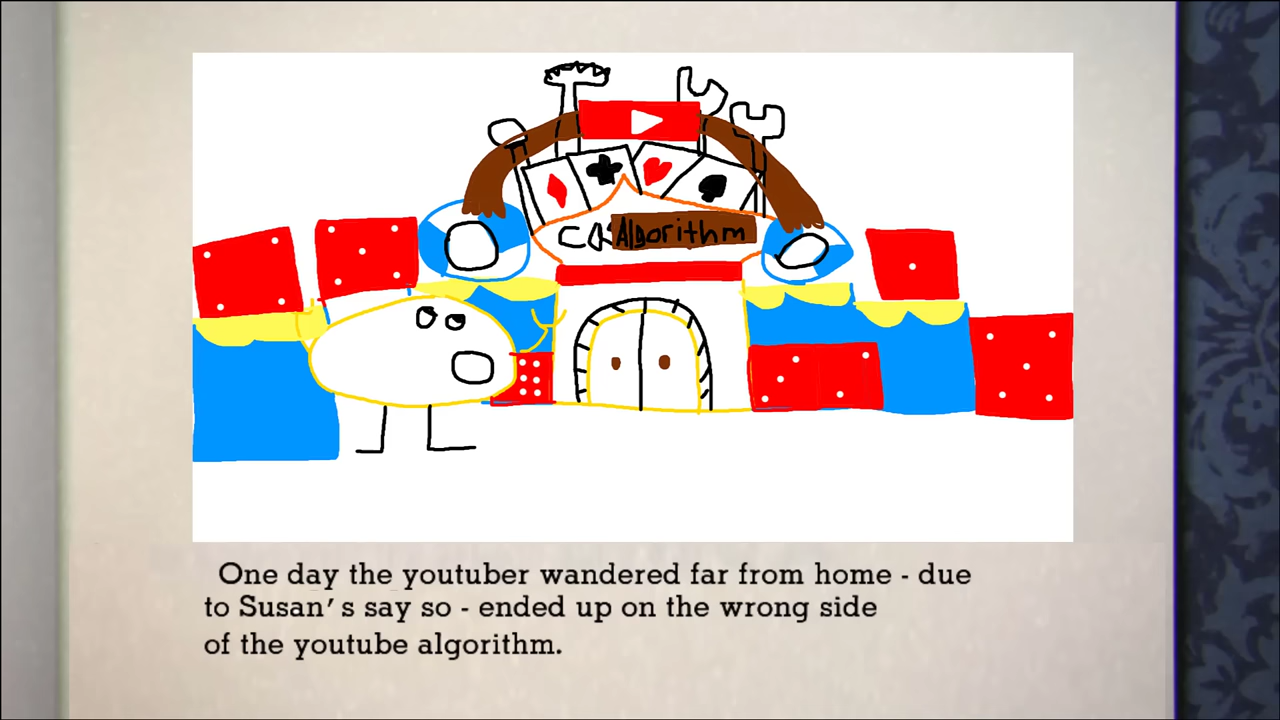 CA Algorithm
One day the youtuber wandered far from home - due
to Susan's say so - ended up on the wrong side
of the youtube algorithm.